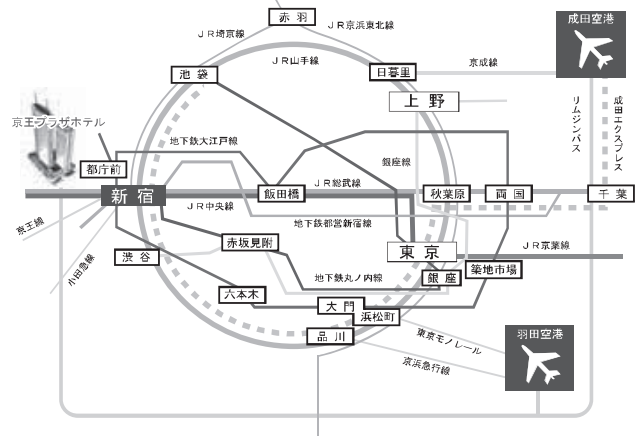 赤羽
JR埼京線
JR京浜東北線
成田空港
JR山手線
池袋
日暮里
京成線
上野
京王プラザホテル
リムジンバス
成田エクスプレス
地下鉄大江戸線
銀座線
都庁前
新宿
飯田橋
JR総武線
秋葉原
両国
千葉
JR中央線
京王線
地下鉄都営新宿線
小田急線
渋谷
赤坂見附
東京
JR京葉線
地下鉄丸ノ内線
銀座
築地市場
六本木
大門
浜松町
品川
東京モノレール
京浜急行線
羽田空港